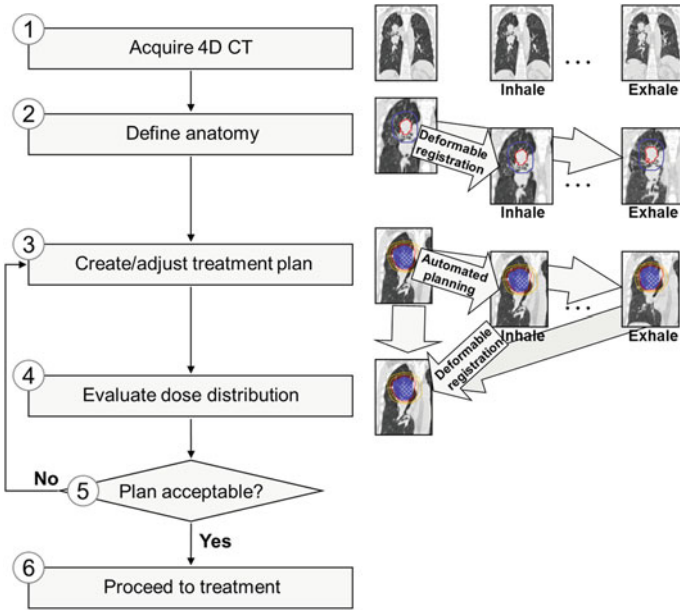 1
Acquire 4D CT
Inhale
...
Exhale
2
Define anatomy
Deformable
registration
Inhale
...
Exhale
3
Create/adjust treatment plan
Automated
planning
Inhale
...
Exhale
4
Evaluate dose distribution
Deformable
registration
No
5
Plan acceptable?
Yes
6
Proceed to treatment